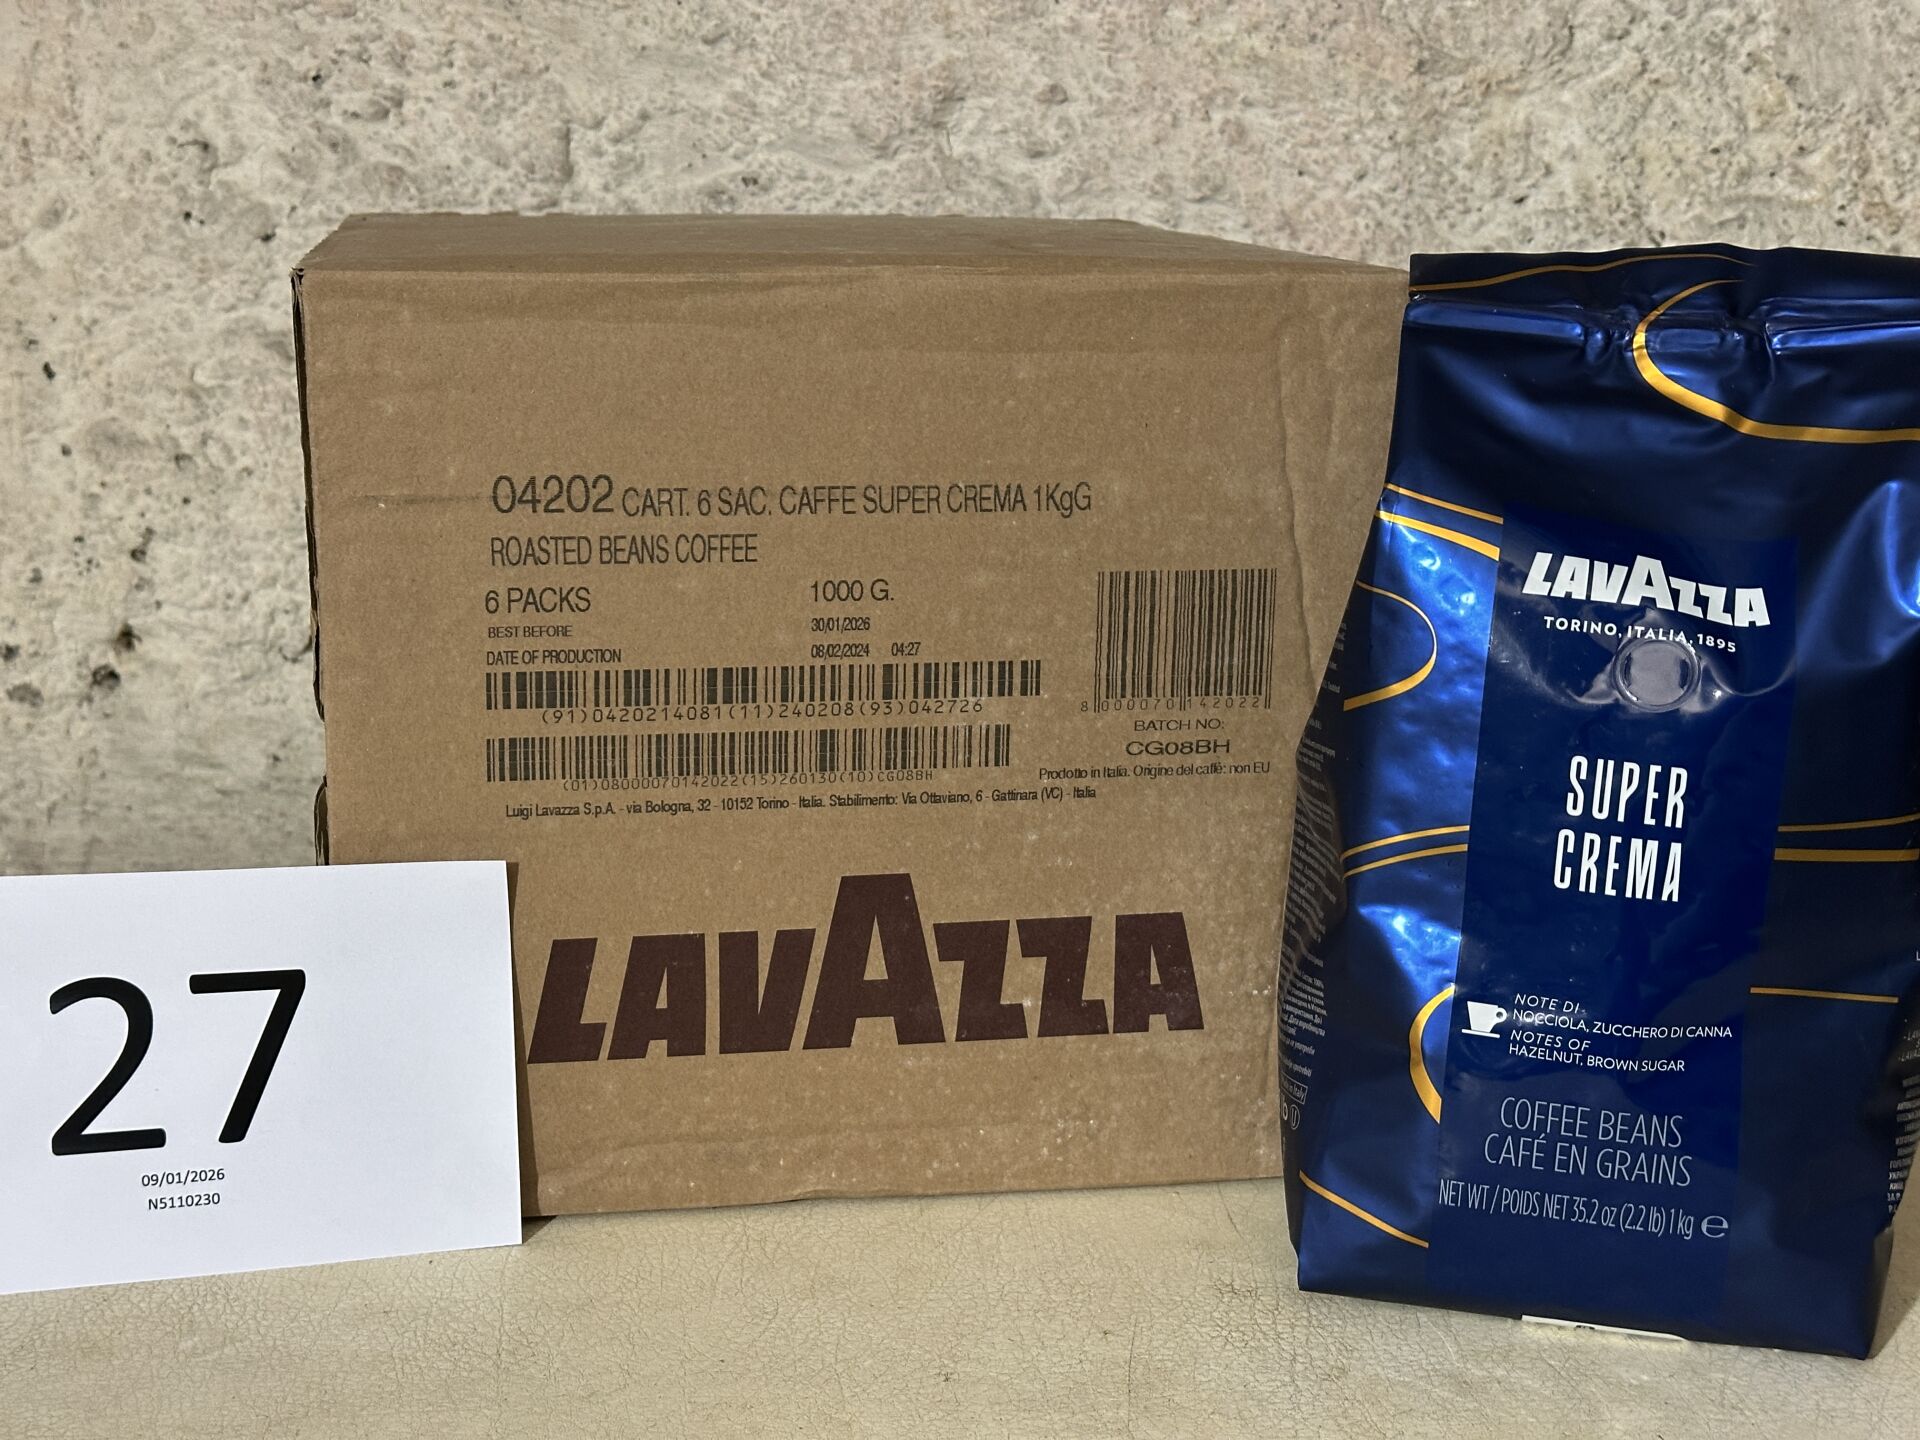 04202 CART. 6 SAC. CAFFE SUPER CREMA 1KgG
ROASTED BEANS COFFEE
6 PACKS 1000 G.
BEST BEFORE 30/01/2026
DATE OF PRODUCTION 08/02/2024 04:27
(91)0420214081(11)240208(93)042726
(01)08000070142022(15)260130(10)CG08BH
8 000070 142022
BATCH NO:
CG08BH
Prodotto in Italia. Origine del caffè: non EU
Luigi Lavazza S.p.A. - via Bologna, 32 - 10152 Torino - Italia. Stabilimento: Via Ottaviano, 6 - Gattinara (VC) - Italia
LAVAZZA
27
09/01/2026
N5110230
LAVAZZA
TORINO, ITALIA, 1895
SUPER
CREMA
NOTE DI
NOCCIOLA, ZUCCHERO DI CANNA
NOTES OF
HAZELNUT, BROWN SUGAR
COFFEE BEANS
CAFÉ EN GRAINS
NET WT / POIDS NET 35.2 oz (2.2 lb) 1 kg e